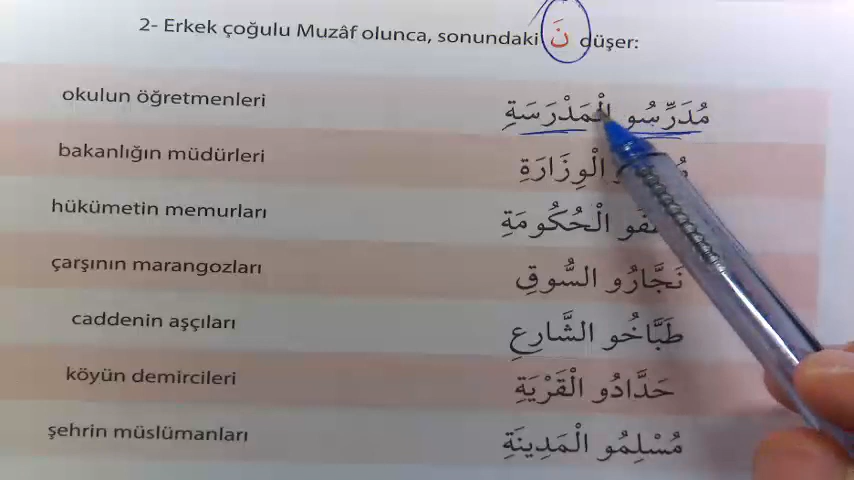 2- Erkek çoğulu Muzâf olunca, sonundaki نَ düşer:
okulun öğretmenleri مُدَرِّسُو الْمَدْرَسَةِ
bakanlığın müdürleri الْوِزَارَةِ
hükümetin memurları الْحُكُومَةِ
çarşının marangozları نَجَّارُو السُّوقِ
caddenin aşçıları طَبَّاخُو الشَّارِعِ
köyün demircileri حَدَّادُو الْقَرْيَةِ
şehrin müslümanları مُسْلِمُو الْمَدِينَةِ